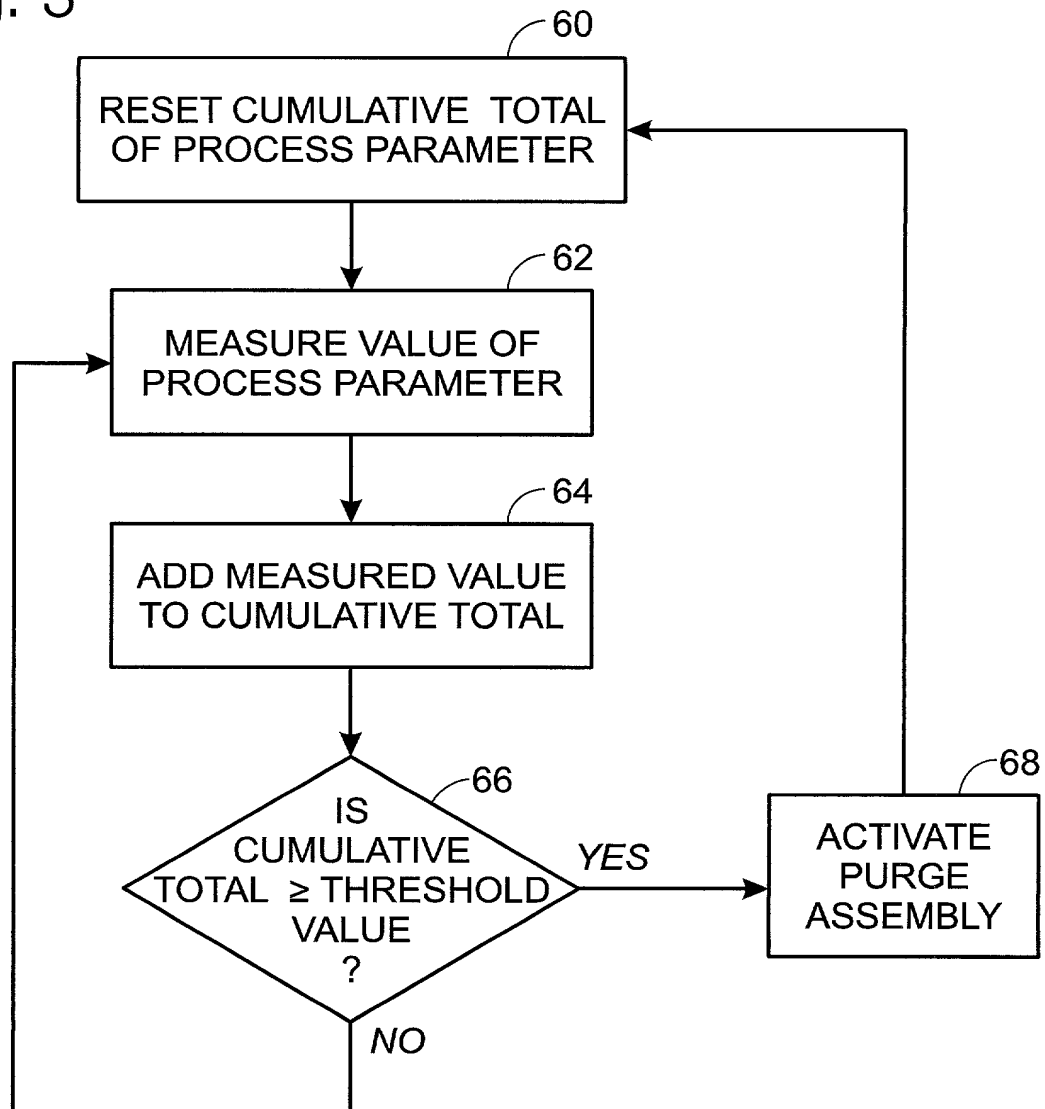 60
RESET CUMULATIVE TOTAL
OF PROCESS PARAMETER
62
MEASURE VALUE OF
PROCESS PARAMETER
64
ADD MEASURED VALUE
TO CUMULATIVE TOTAL
66
IS
CUMULATIVE
TOTAL ≥ THRESHOLD
VALUE
?
YES
68
ACTIVATE
PURGE
ASSEMBLY
NO